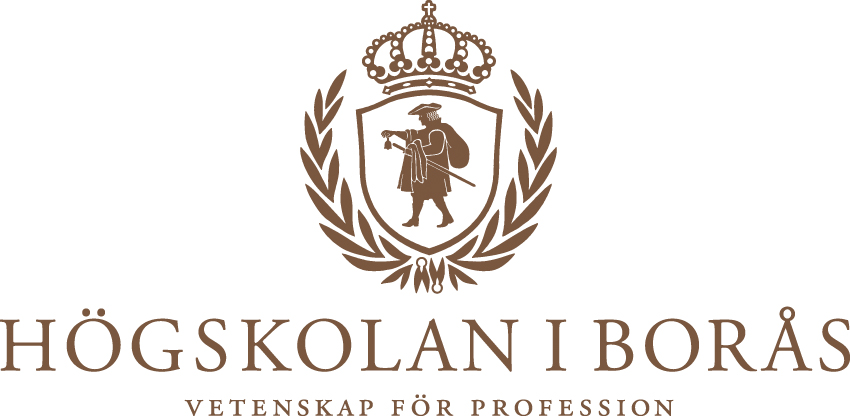 HÖGSKOLAN I BORÅS
VETENSKAP FÖR PROFESSION